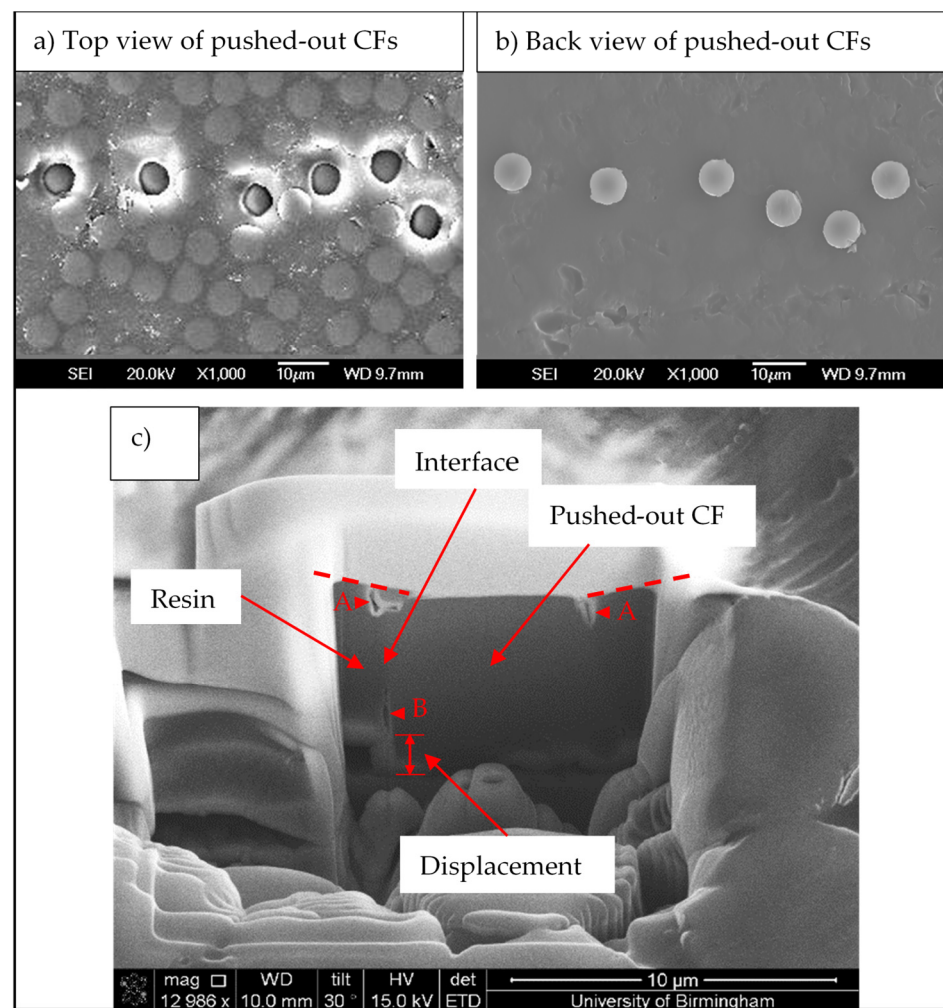 a) Top view of pushed-out CFs
b) Back view of pushed-out CFs
SEI 20.0kV X1,000 10μm WD 9.7mm
SEI 20.0kV X1,000 10μm WD 9.7mm
c)
Interface
Pushed-out CF
Resin
A
A
B
Displacement
mag WD tilt HV det
12 986 x 10.0 mm 30° 15.0 kV ETD
10 μm
University of Birmingham